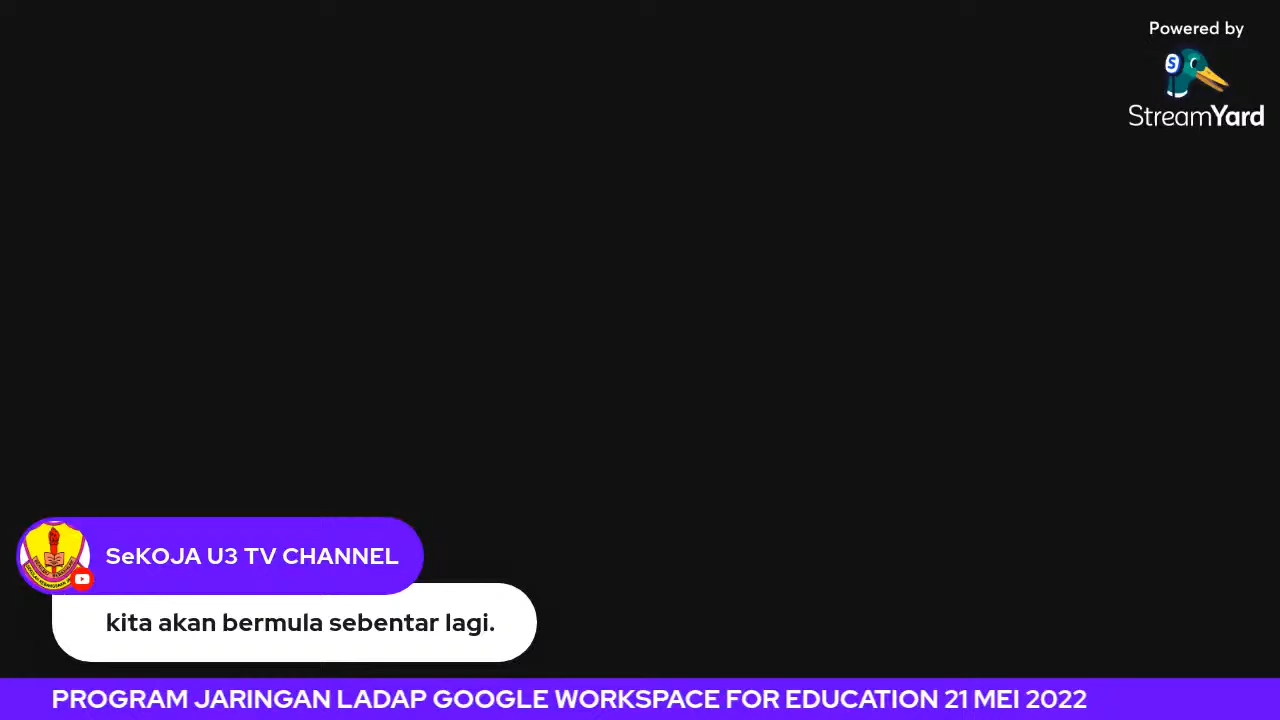 Powered by
S
StreamYard
SeKOJA U3 TV CHANNEL
kita akan bermula sebentar lagi.
PROGRAM JARINGAN LADAP GOOGLE WORKSPACE FOR EDUCATION 21 MEI 2022